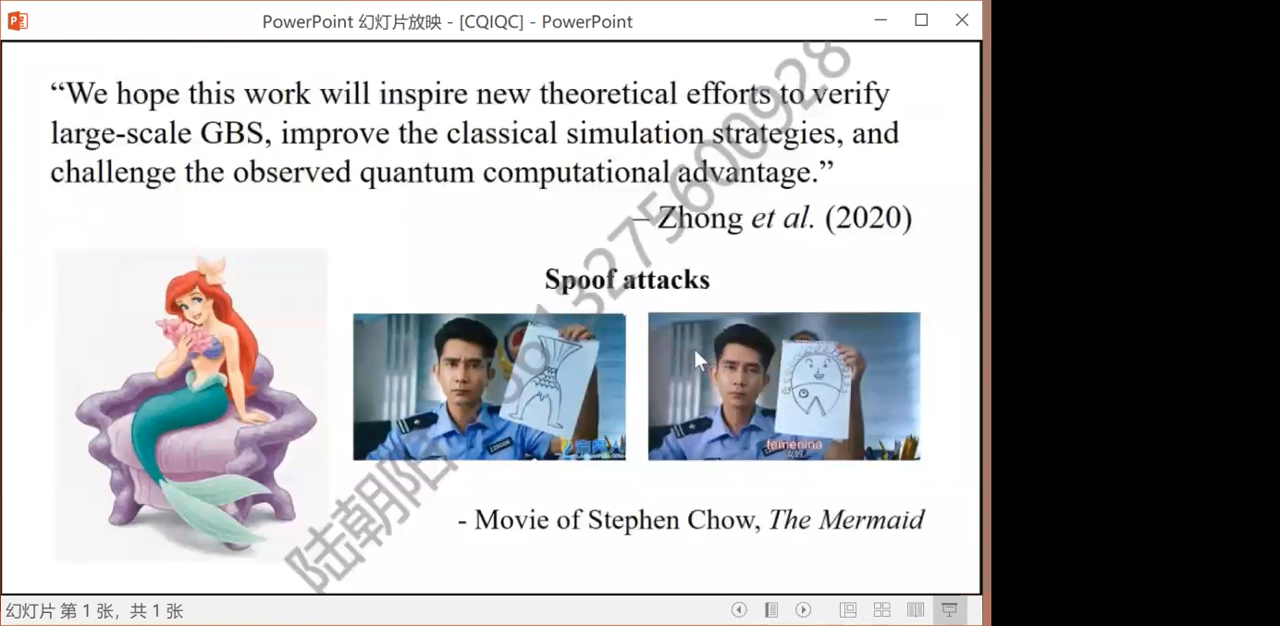 PowerPoint 幻灯片放映 - [CQIQC] - PowerPoint
“We hope this work will inspire new theoretical efforts to verify
large-scale GBS, improve the classical simulation strategies, and
challenge the observed quantum computational advantage.”
– Zhong et al. (2020)
Spoof attacks
femenina
女的
- Movie of Stephen Chow, The Mermaid
陆朝阳
13275600928
幻灯片 第 1 张，共 1 张